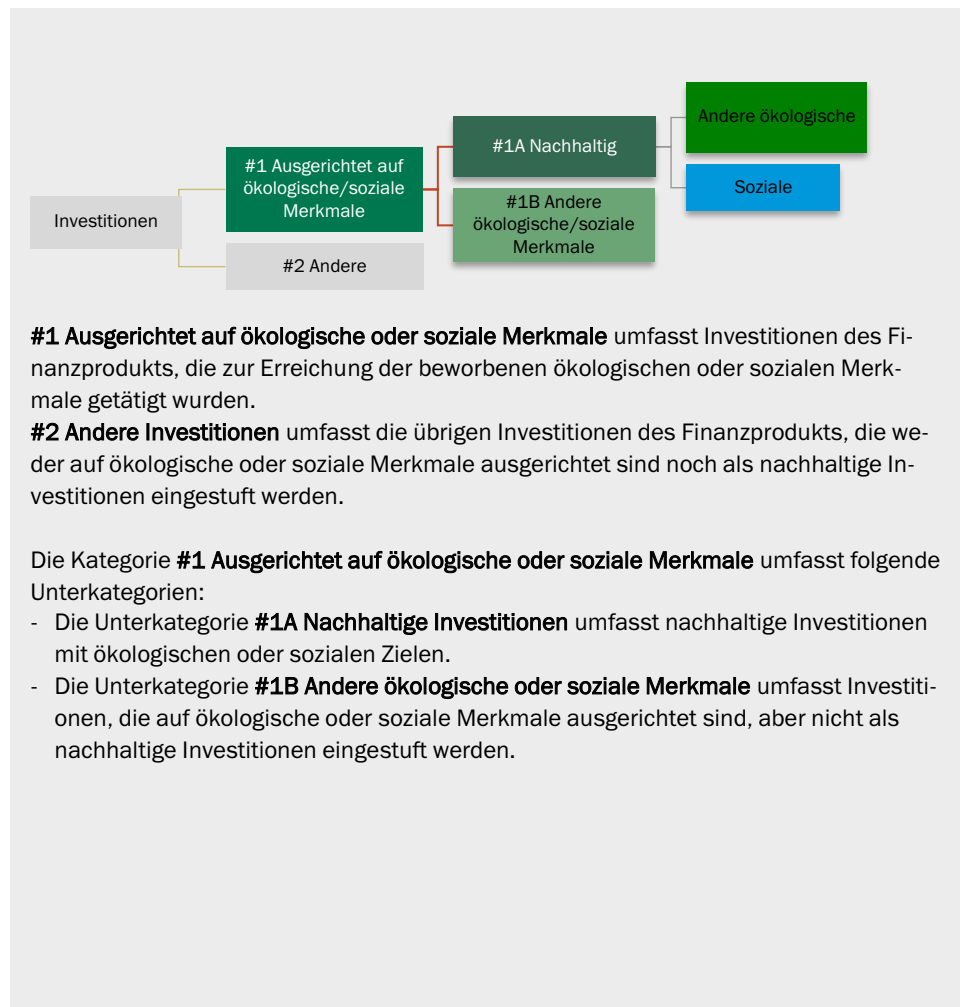 Andere ökologische
#1A Nachhaltig
#1 Ausgerichtet auf
ökologische/soziale
Merkmale
Soziale
#1B Andere
ökologische/soziale
Merkmale
Investitionen
#2 Andere
#1 Ausgerichtet auf ökologische oder soziale Merkmale umfasst Investitionen des Fi-
nanzprodukts, die zur Erreichung der beworbenen ökologischen oder sozialen Merk-
male getätigt wurden.
#2 Andere Investitionen umfasst die übrigen Investitionen des Finanzprodukts, die we-
der auf ökologische oder soziale Merkmale ausgerichtet sind noch als nachhaltige In-
vestitionen eingestuft werden.
Die Kategorie #1 Ausgerichtet auf ökologische oder soziale Merkmale umfasst folgende
Unterkategorien:
- Die Unterkategorie #1A Nachhaltige Investitionen umfasst nachhaltige Investitionen
mit ökologischen oder sozialen Zielen.
- Die Unterkategorie #1B Andere ökologische oder soziale Merkmale umfasst Investiti-
onen, die auf ökologische oder soziale Merkmale ausgerichtet sind, aber nicht als
nachhaltige Investitionen eingestuft werden.